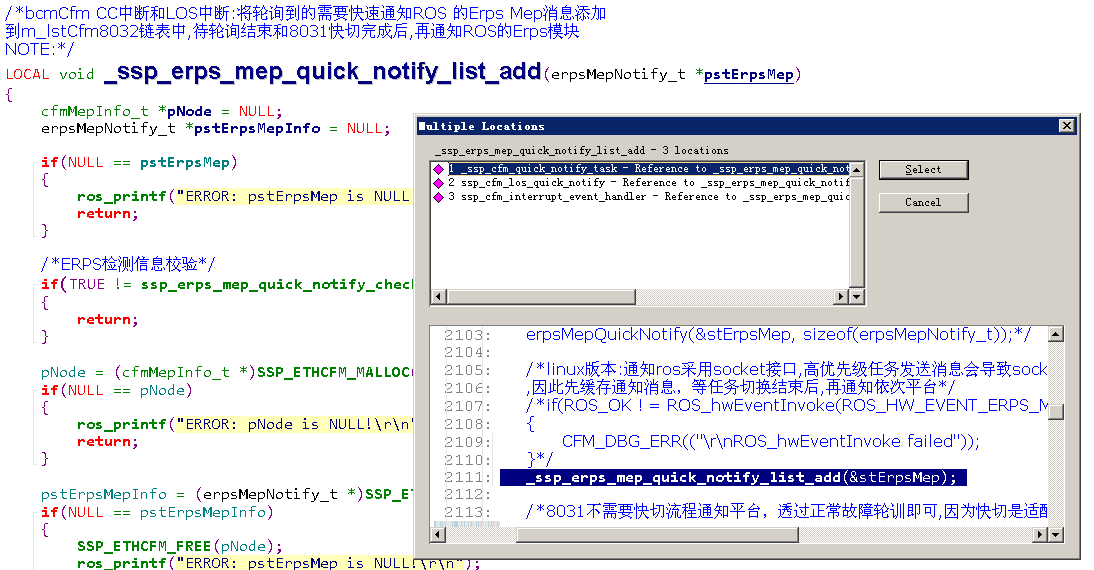 /*bcmCfm CC中断和LOS中断:将轮询到的需要快速通知ROS 的Erps Mep消息添加
到m_lstCfm8032链表中,待轮询结束和8031快切完成后,再通知ROS的Erps模块
NOTE:*/
LOCAL void _ssp_erps_mep_quick_notify_list_add(erpsMepNotify_t *pstErpsMep)
{
cfmMepInfo_t *pNode = NULL;
erpsMepNotify_t *pstErpsMepInfo = NULL;
if(NULL == pstErpsMep)
{
ros_printf("ERROR: pstErpsMep is NULL
return;
}
/*ERPS检测信息校验*/
if(TRUE != ssp_erps_mep_quick_notify_chec
{
return;
}
pNode = (cfmMepInfo_t *)SSP_ETHCFM_MALLOC
if(NULL == pNode)
{
ros_printf("ERROR: pNode is NULL!\r\n"
return;
}
pstErpsMepInfo = (erpsMepNotify_t *)SSP_ET
if(NULL == pstErpsMepInfo)
{
SSP_ETHCFM_FREE(pNode);
ros_printf("ERROR: pstErpsMep is NULL!\r\n");
Multiple Locations
_ssp_erps_mep_quick_notify_list_add - 3 locations
1 _ssp_cfm_quick_notify_task - Reference to _ssp_erps_mep_quick_not
2 ssp_cfm_los_quick_notify - Reference to _ssp_erps_mep_quick_notif
3 ssp_cfm_interrupt_event_handler - Reference to _ssp_erps_mep_quic
Select
Cancel
2103: erpsMepQuickNotify(&stErpsMep, sizeof(erpsMepNotify_t));*/
2104:
2105: /*linux版本:通知ros采用socket接口,高优先级任务发送消息会导致sock
2106: ,因此先缓存通知消息，等任务切换结束后,再通知依次平台*/
2107: /*if(ROS_OK ! = ROS_hwEventInvoke(ROS_HW_EVENT_ERPS_M
2108: {
2109: CFM_DBG_ERR(("\r\nROS_hwEventInvoke failed"));
2110: }*/
2111: _ssp_erps_mep_quick_notify_list_add(&stErpsMep);
2112:
2113: /*8031不需要快切流程通知平台，透过正常故障轮训即可,因为快切是适配